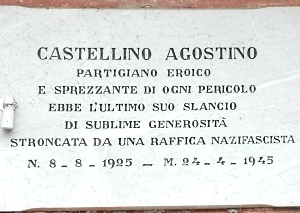 CASTELLINO AGOSTINO
PARTIGIANO EROICO
E SPREZZANTE DI OGNI PERICOLO
EBBE L'ULTIMO SUO SLANCIO
DI SUBLIME GENEROSITÀ
STRONCATA DA UNA RAFFICA NAZIFASCISTA
N. 8-8-1925 - M. 24-4-1945